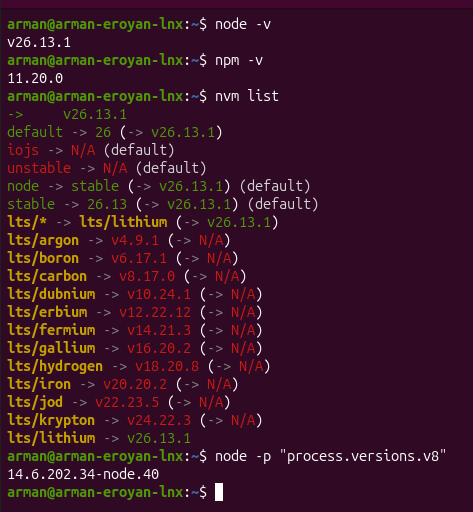 arman@arman-eroyan-lnx:~$ node -v
v26.13.1
arman@arman-eroyan-lnx:~$ npm -v
11.20.0
arman@arman-eroyan-lnx:~$ nvm list
->     v26.13.1
default -> 26 (-> v26.13.1)
iojs -> N/A (default)
unstable -> N/A (default)
node -> stable (-> v26.13.1) (default)
stable -> 26.13 (-> v26.13.1) (default)
lts/* -> lts/lithium (-> v26.13.1)
lts/argon -> v4.9.1 (-> N/A)
lts/boron -> v6.17.1 (-> N/A)
lts/carbon -> v8.17.0 (-> N/A)
lts/dubnium -> v10.24.1 (-> N/A)
lts/erbium -> v12.22.12 (-> N/A)
lts/fermium -> v14.21.3 (-> N/A)
lts/gallium -> v16.20.2 (-> N/A)
lts/hydrogen -> v18.20.8 (-> N/A)
lts/iron -> v20.20.2 (-> N/A)
lts/jod -> v22.23.5 (-> N/A)
lts/krypton -> v24.22.3 (-> N/A)
lts/lithium -> v26.13.1
arman@arman-eroyan-lnx:~$ node -p "process.versions.v8"
14.6.202.34-node.40
arman@arman-eroyan-lnx:~$